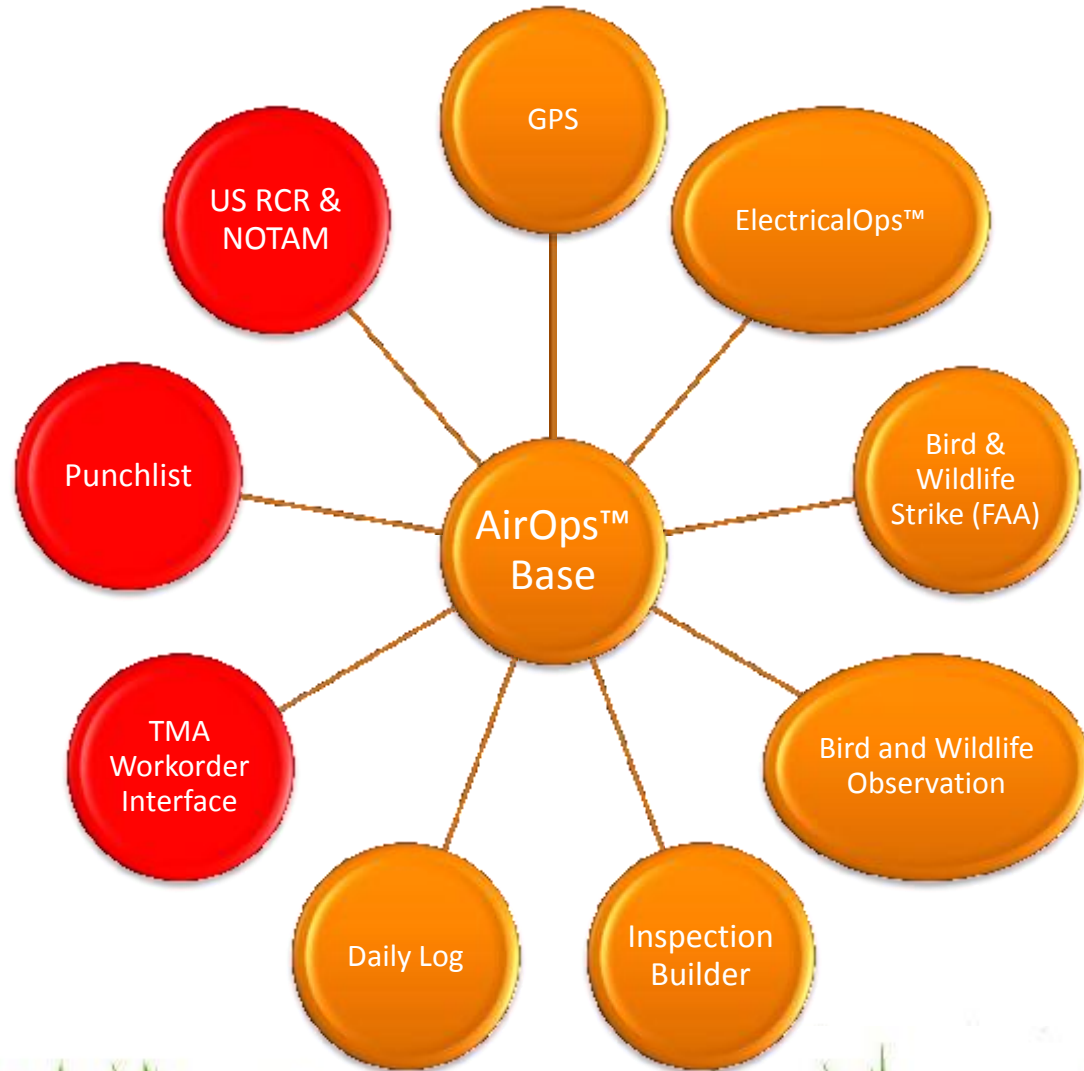 GPS
US RCR &
NOTAM
ElectricalOps™
Punchlist
Bird &
Wildlife
Strike (FAA)
AirOps™
Base
TMA
Workorder
Interface
Bird and Wildlife
Observation
Daily Log
Inspection
Builder